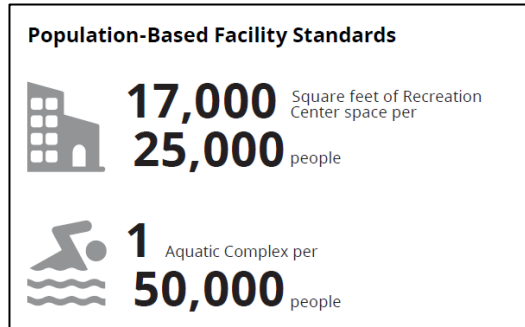 Population-Based Facility Standards
17,000 Square feet of Recreation
Center space per
25,000 people
1 Aquatic Complex per
50,000 people